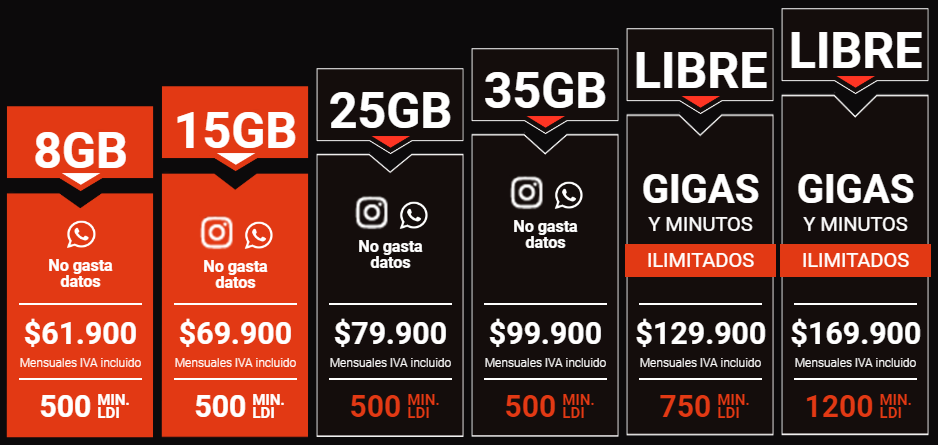 8GB
No gasta
datos
$61.900
Mensuales IVA incluido
500 MIN.
LDI
15GB
No gasta
datos
$69.900
Mensuales IVA incluido
500 MIN.
LDI
25GB
No gasta
datos
$79.900
Mensuales IVA incluido
500 MIN.
LDI
35GB
No gasta
datos
$99.900
Mensuales IVA incluido
500 MIN.
LDI
LIBRE
GIGAS
Y MINUTOS
ILIMITADOS
$129.900
Mensuales IVA incluido
750 MIN.
LDI
LIBRE
GIGAS
Y MINUTOS
ILIMITADOS
$169.900
Mensuales IVA incluido
1200 MIN.
LDI